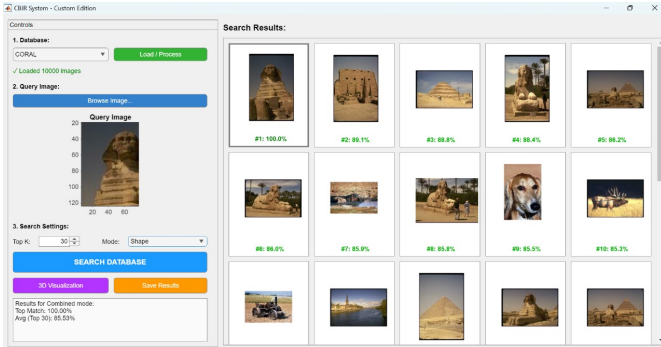 CBIR System - Custom Edition
Controls
1. Database:
CORAL
Load / Process
✓ Loaded 10000 images
2. Query Image:
Browse Image...
Query Image
20
40
60
80
100
120
20 40 60
3. Search Settings:
Top K: 30 Mode: Shape
SEARCH DATABASE
3D Visualization Save Results
Results for Combined mode:
Top Match: 100.00%
Avg (Top 30): 85.53%
Search Results:
#1: 100.0% #2: 89.1% #3: 88.8% #4: 88.4% #5: 86.2%
#6: 86.0% #7: 85.9% #8: 85.8% #9: 85.5% #10: 85.3%